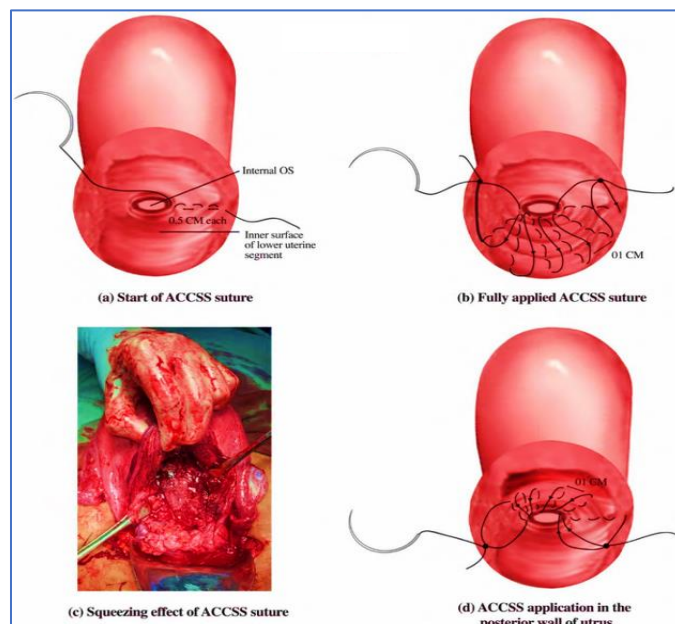 Internal OS
0.5 CM each
Inner surface
of lower uterine
segment
(a) Start of ACCSS suture
01 CM
(b) Fully applied ACCSS suture
(c) Squeezing effect of ACCSS suture
01 CM
(d) ACCSS application in the
posterior wall of utrus